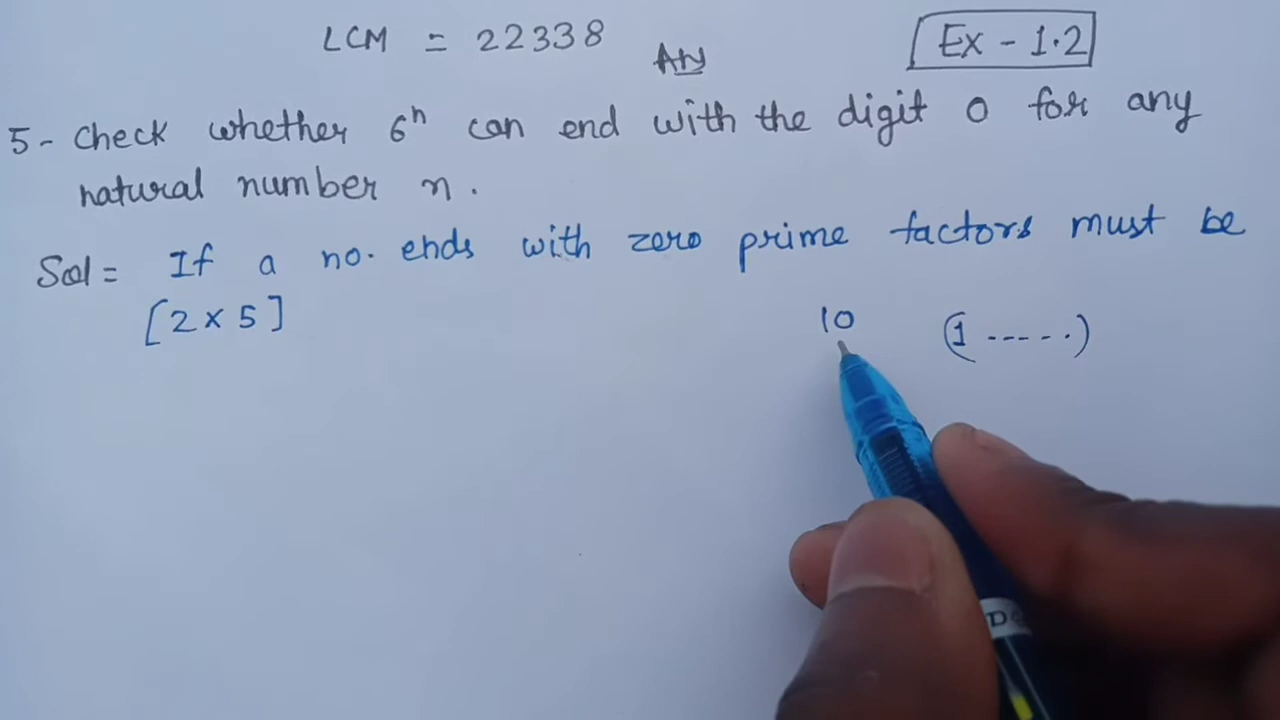 LCM = 22338 Ans
Ex - 1.2
5- Check whether 6ⁿ can end with the digit 0 for any
natural number n.
Sol = If a no. ends with zero prime factors must be
[2 x 5]
10 (1 -----.)
D